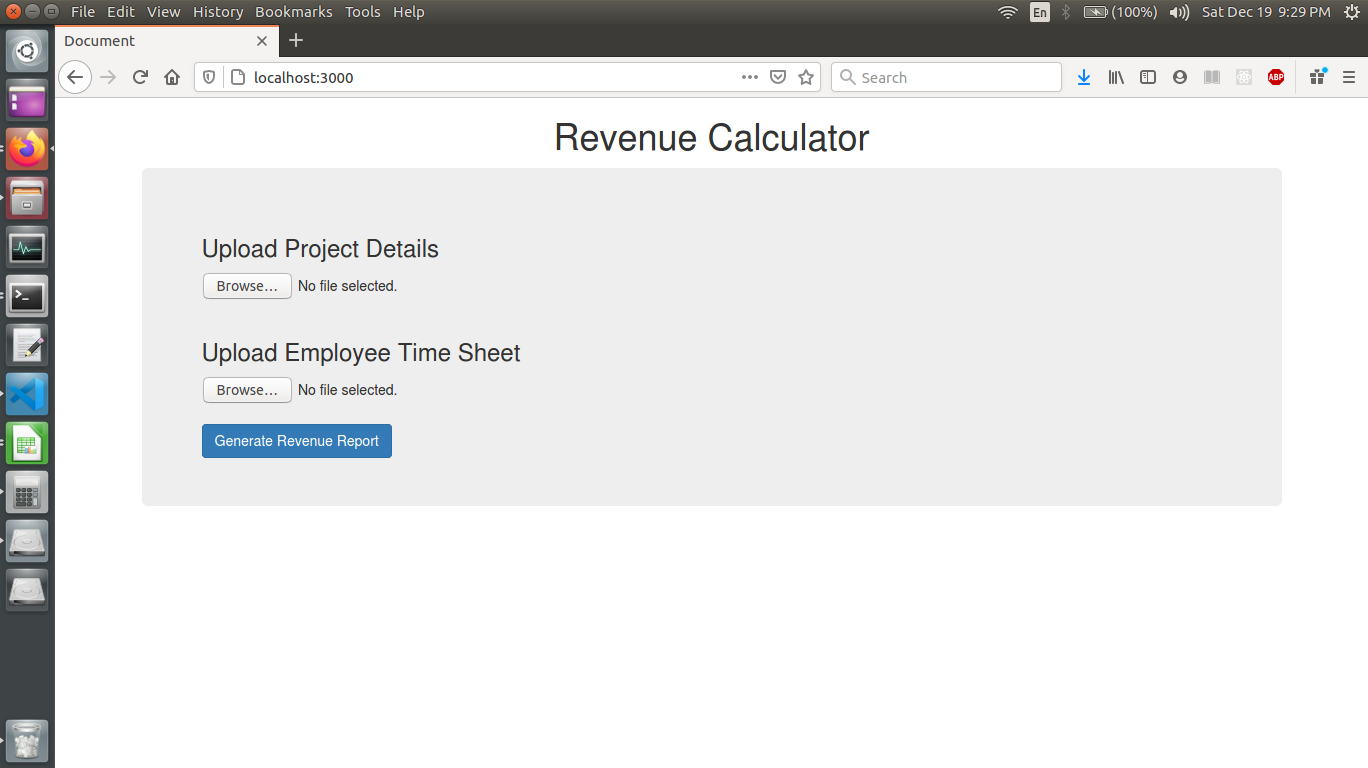 File Edit View History Bookmarks Tools Help
En (100%) Sat Dec 19 9:29 PM
Document
localhost:3000
Search
ABP
Revenue Calculator
Upload Project Details
Browse... No file selected.
Upload Employee Time Sheet
Browse... No file selected.
Generate Revenue Report